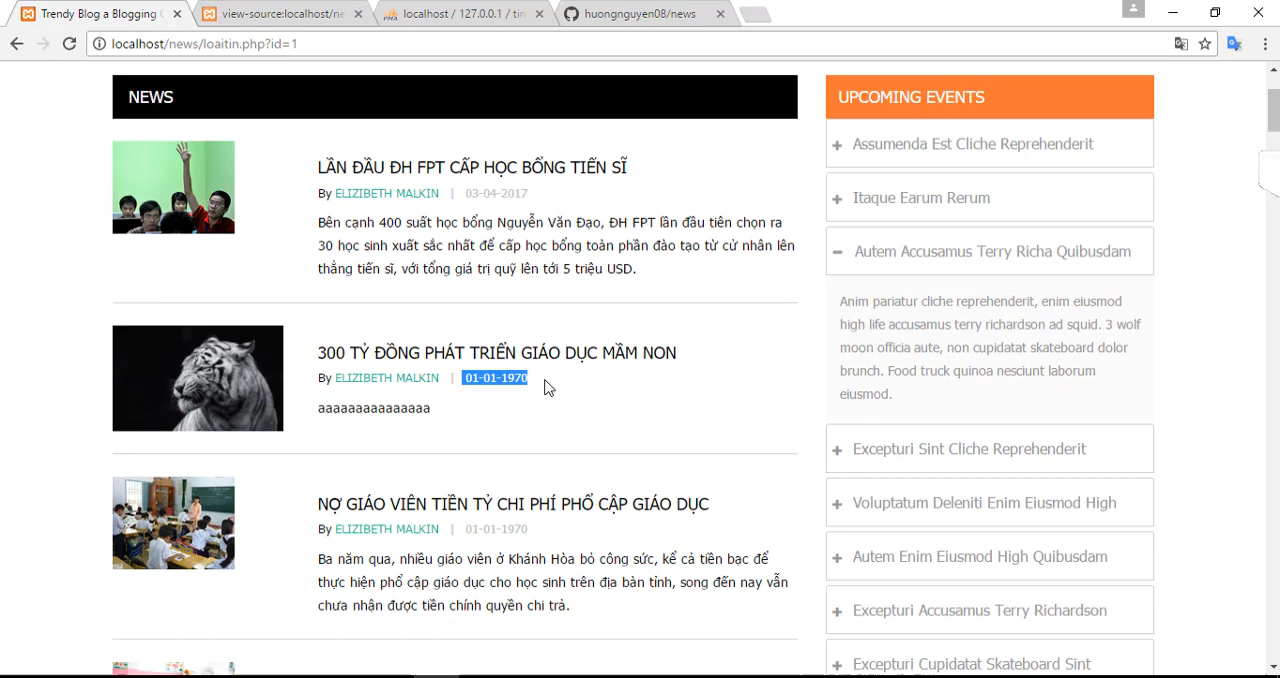 Trendy Blog a Blogging
view-source:localhost/ne
localhost / 127.0.0.1 / tin
huongnguyen08/news
localhost/news/loaitin.php?id=1
NEWS
LẦN ĐẦU ĐH FPT CẤP HỌC BỔNG TIẾN SĨ
By ELIZIBETH MALKIN | 03-04-2017
Bên cạnh 400 suất học bổng Nguyễn Văn Đạo, ĐH FPT lần đầu tiên chọn ra
30 học sinh xuất sắc nhất để cấp học bổng toàn phần đào tạo từ cử nhân lên
thẳng tiến sĩ, với tổng giá trị quỹ lên tới 5 triệu USD.
300 TỶ ĐỒNG PHÁT TRIỂN GIÁO DỤC MẦM NON
By ELIZIBETH MALKIN | 01-01-1970
aaaaaaaaaaaaaaa
NỢ GIÁO VIÊN TIỀN TỶ CHI PHÍ PHỔ CẬP GIÁO DỤC
By ELIZIBETH MALKIN | 01-01-1970
Ba năm qua, nhiều giáo viên ở Khánh Hòa bỏ công sức, kể cả tiền bạc để
thực hiện phổ cập giáo dục cho học sinh trên địa bàn tỉnh, song đến nay vẫn
chưa nhận được tiền chính quyền chi trả.
UPCOMING EVENTS
Assumenda Est Cliche Reprehenderit
Itaque Earum Rerum
Autem Accusamus Terry Richa Quibusdam
Anim pariatur cliche reprehenderit, enim eiusmod
high life accusamus terry richardson ad squid. 3 wolf
moon officia aute, non cupidatat skateboard dolor
brunch. Food truck quinoa nesciunt laborum
eiusmod.
Excepturi Sint Cliche Reprehenderit
Voluptatum Deleniti Enim Eiusmod High
Autem Enim Eiusmod High Quibusdam
Excepturi Accusamus Terry Richardson
Excepturi Cupidatat Skateboard Sint